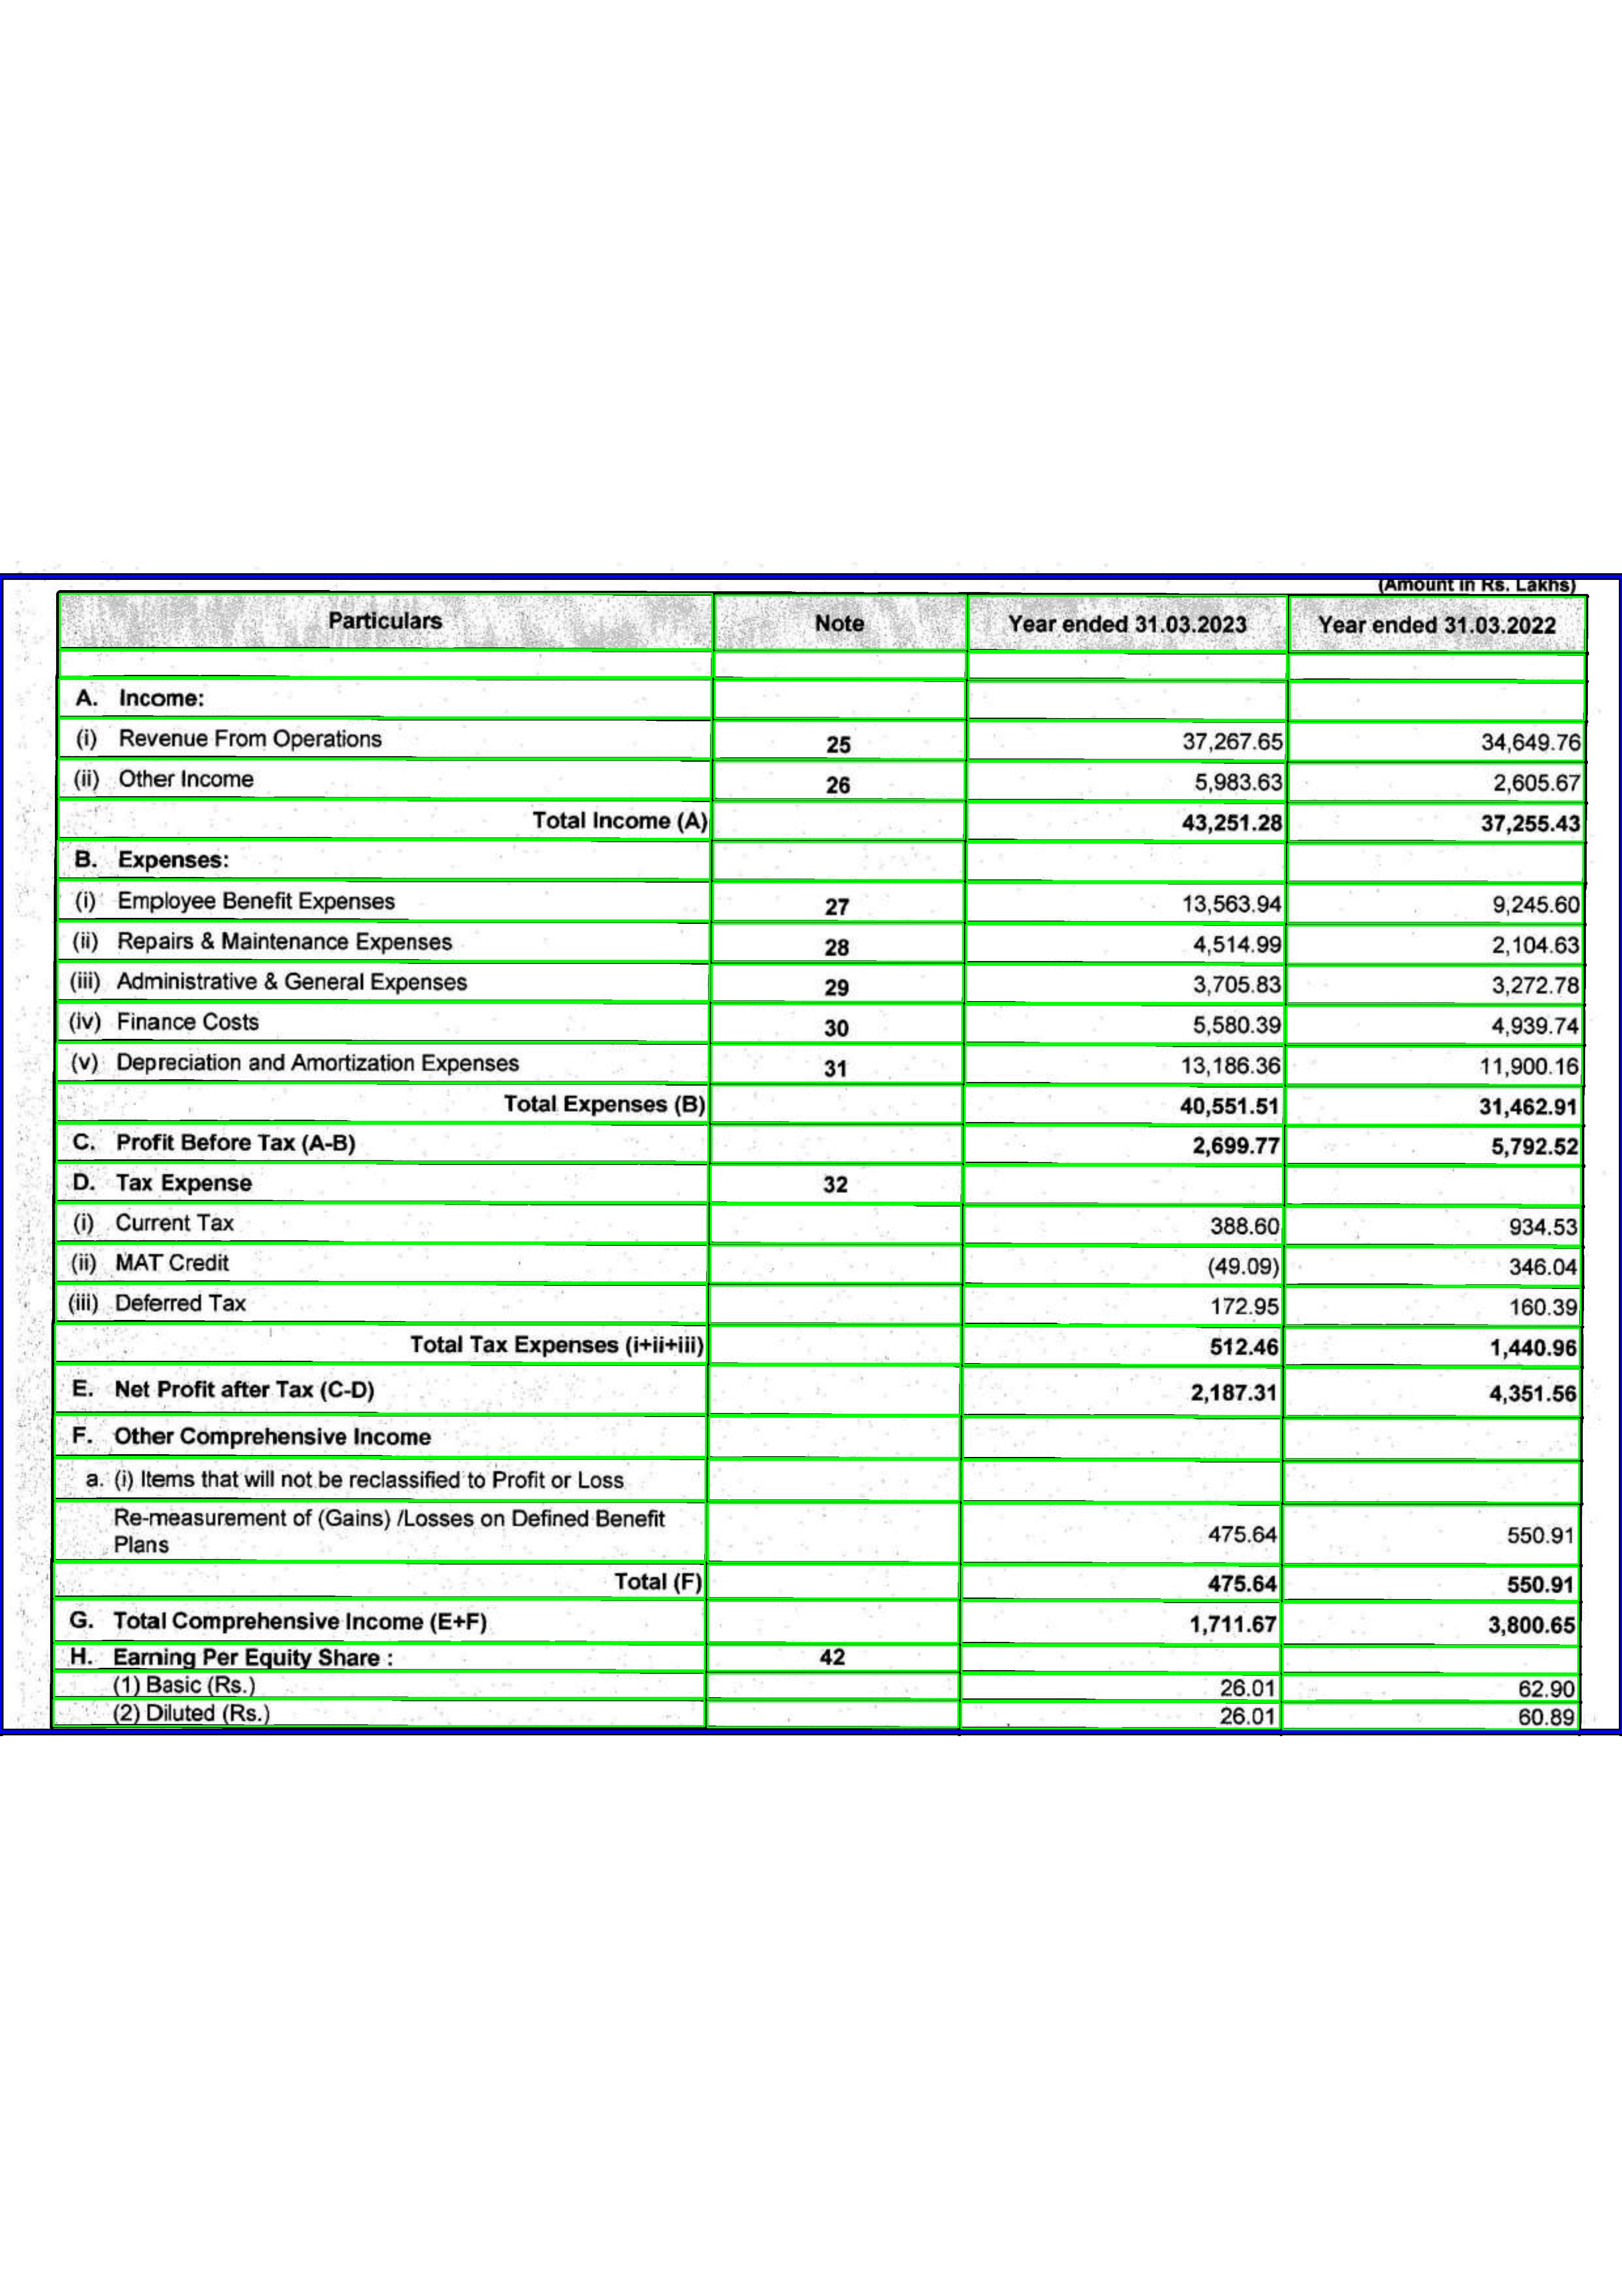 (Amount in Rs. Lakhs)
Particulars Note Year ended 31.03.2023 Year ended 31.03.2022
A. Income:
(i) Revenue From Operations 25 37,267.65 34,649.76
(ii) Other Income 26 5,983.63 2,605.67
Total Income (A) 43,251.28 37,255.43
B. Expenses:
(i) Employee Benefit Expenses 27 13,563.94 9,245.60
(ii) Repairs & Maintenance Expenses 28 4,514.99 2,104.63
(iii) Administrative & General Expenses 29 3,705.83 3,272.78
(iv) Finance Costs 30 5,580.39 4,939.74
(v) Depreciation and Amortization Expenses 31 13,186.36 11,900.16
Total Expenses (B) 40,551.51 31,462.91
C. Profit Before Tax (A-B) 2,699.77 5,792.52
D. Tax Expense 32
(i) Current Tax 388.60 934.53
(ii) MAT Credit (49.09) 346.04
(iii) Deferred Tax 172.95 160.39
Total Tax Expenses (i+ii+iii) 512.46 1,440.96
E. Net Profit after Tax (C-D) 2,187.31 4,351.56
F. Other Comprehensive Income
a. (i) Items that will not be reclassified to Profit or Loss
Re-measurement of (Gains) /Losses on Defined Benefit
Plans 475.64 550.91
Total (F) 475.64 550.91
G. Total Comprehensive Income (E+F) 1,711.67 3,800.65
H. Earning Per Equity Share : 42
(1) Basic (Rs.) 26.01 62.90
(2) Diluted (Rs.) 26.01 60.89